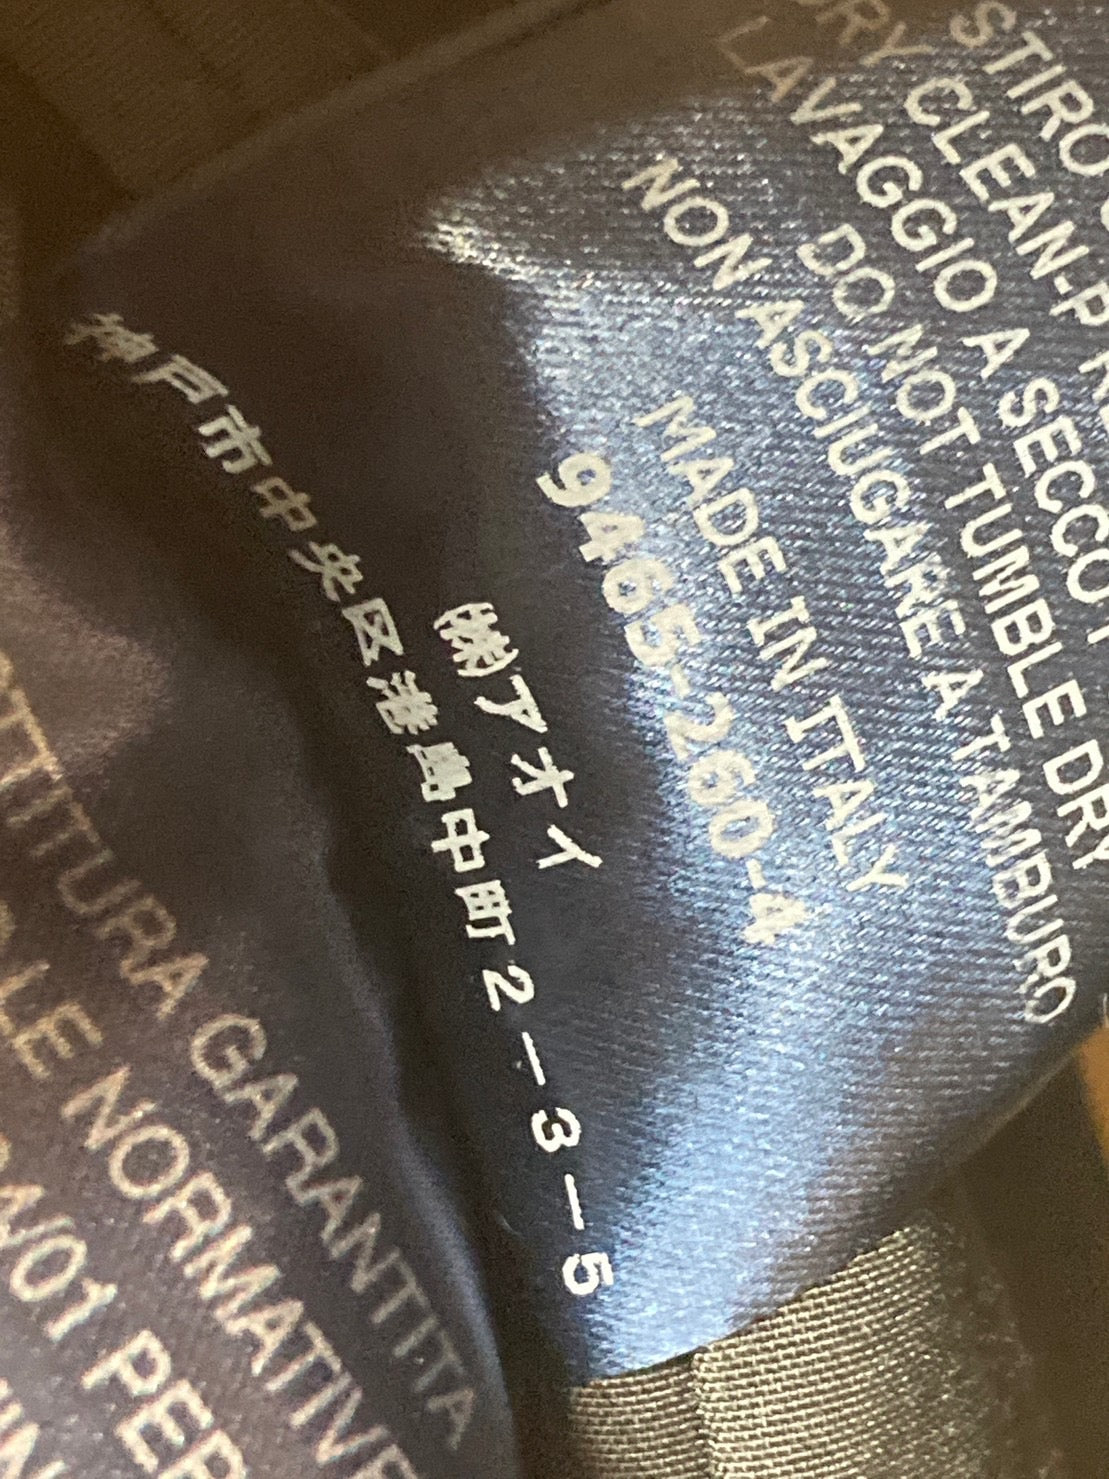 STIRO
DRY CLEAN-P
LAVAGGIO A SECCO
DO NOT TUMBLE DRY
NON ASCIUGARE A TAMBURO
MADE IN ITALY
9465-260-4
㈱アオイ
神戸市中央区港島中町2-3-5
GARANTITA
LE NORMATIVE
/01 PER